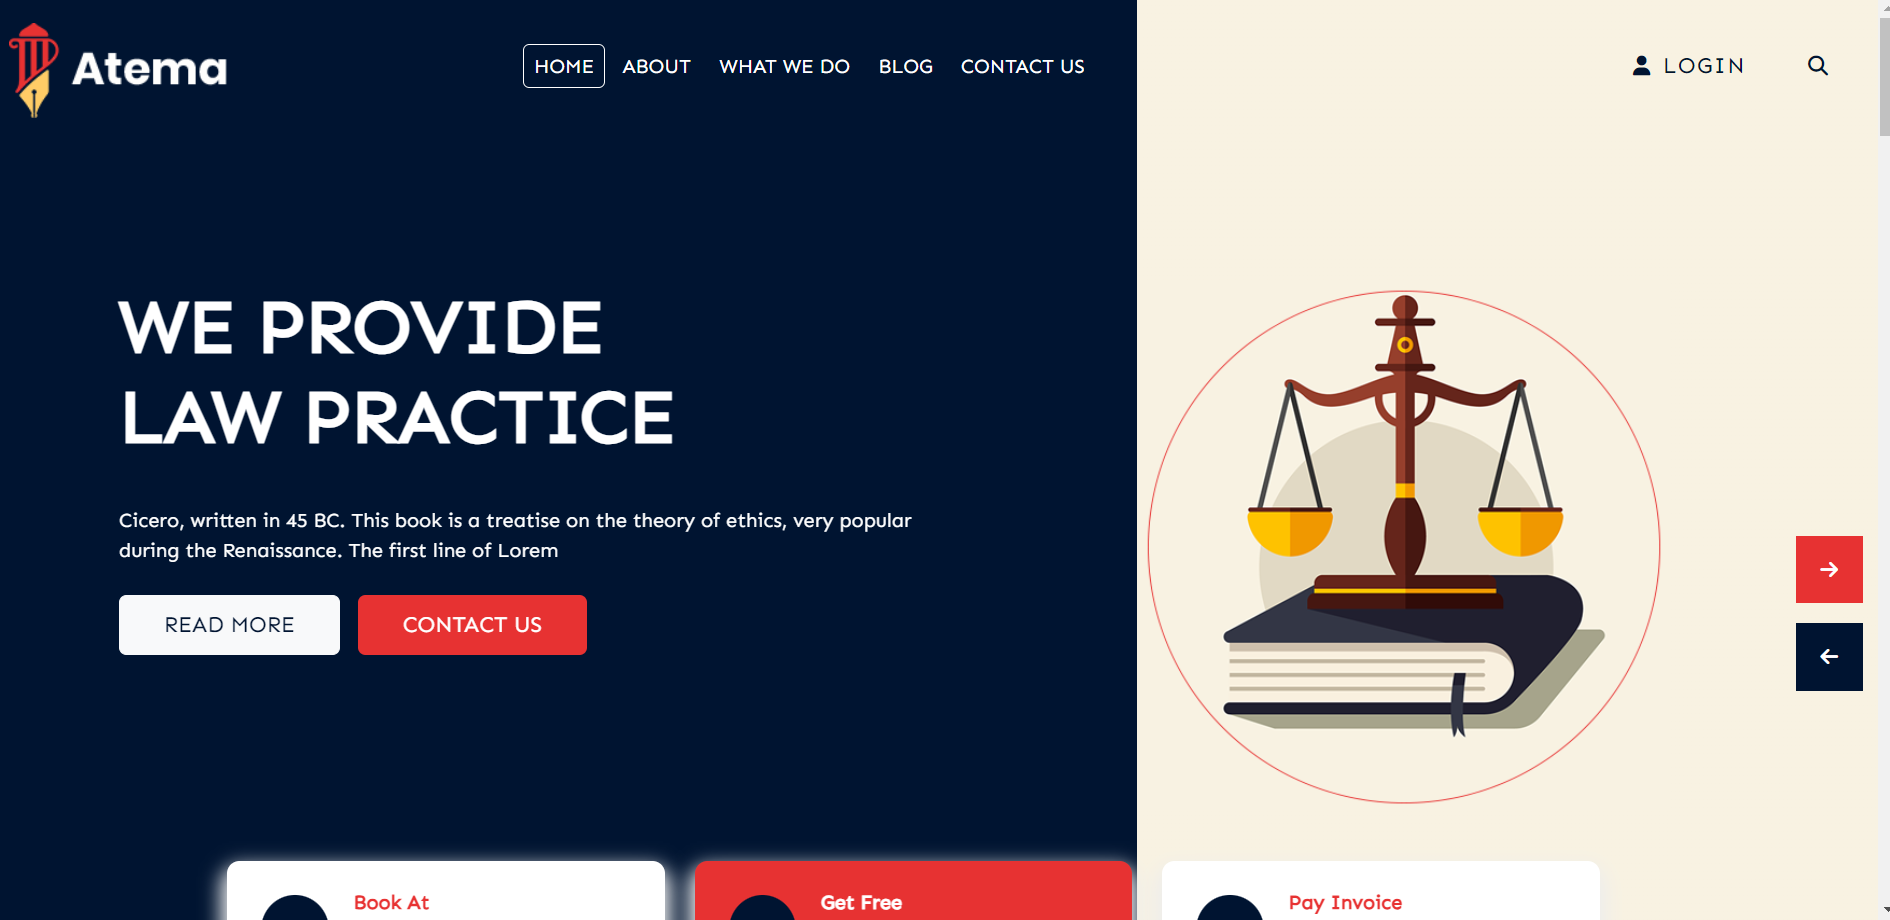 Atema
HOME ABOUT WHAT WE DO BLOG CONTACT US
LOGIN
WE PROVIDE
LAW PRACTICE
Cicero, written in 45 BC. This book is a treatise on the theory of ethics, very popular
during the Renaissance. The first line of Lorem
READ MORE CONTACT US
Book At Get Free Pay Invoice